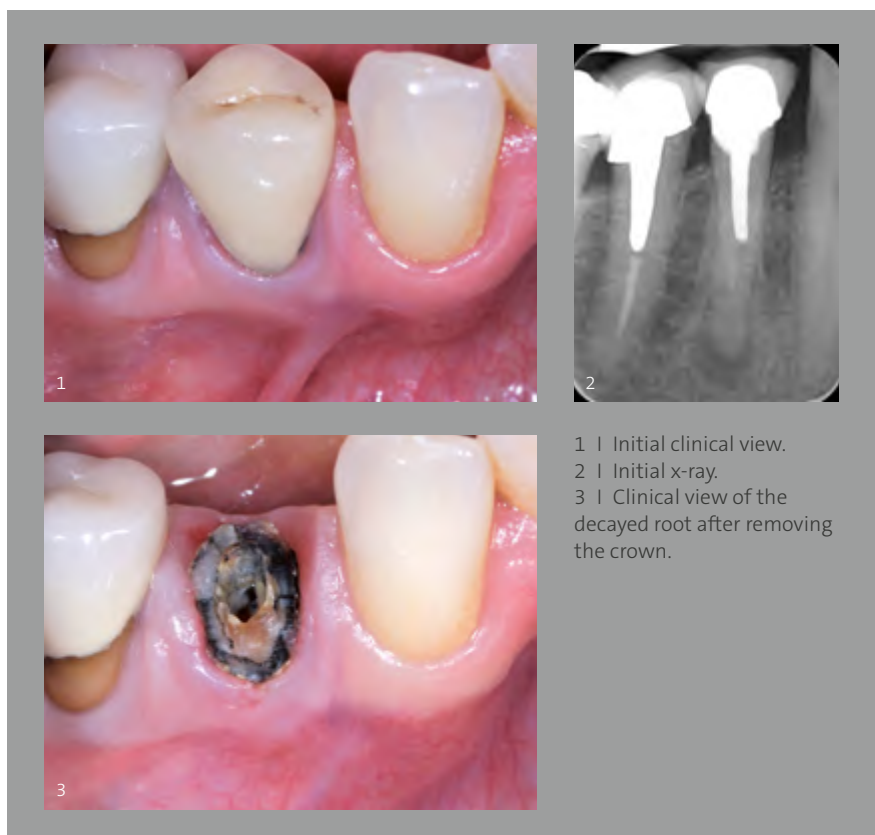 1
2
3
1 I Initial clinical view.
2 I Initial x-ray.
3 I Clinical view of the
decayed root after removing
the crown.